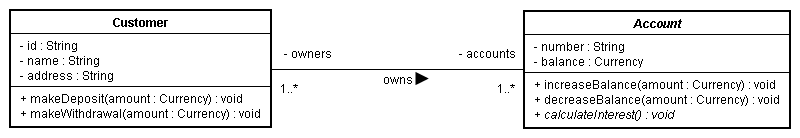 Customer
- id : String
- name : String
- address : String
+ makeDeposit(amount : Currency) : void
+ makeWithdrawal(amount : Currency) : void
- owners
- accounts
1..*
owns
1..*
Account
- number : String
- balance : Currency
+ increaseBalance(amount : Currency) : void
+ decreaseBalance(amount : Currency) : void
+ calculateInterest() : void